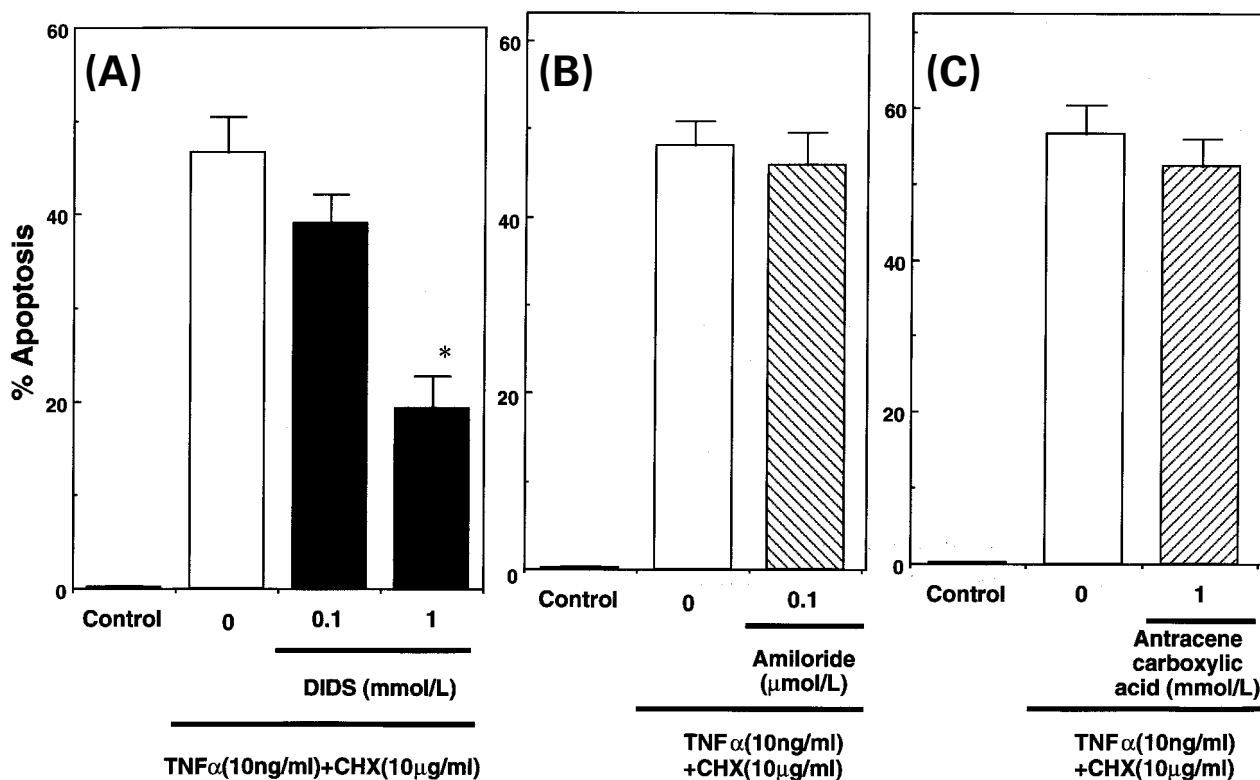 (A)
% Apoptosis
60
40
20
0
*
Control
0
0.1
1
DIDS (mmol/L)
TNFα(10ng/ml)+CHX(10μg/ml)
(B)
60
40
20
0
Control
0
0.1
Amiloride
(μmol/L)
TNFα(10ng/ml)
+CHX(10μg/ml)
(C)
60
40
20
0
Control
0
1
Antracene
carboxylic
acid (mmol/L)
TNFα(10ng/ml)
+CHX(10μg/ml)